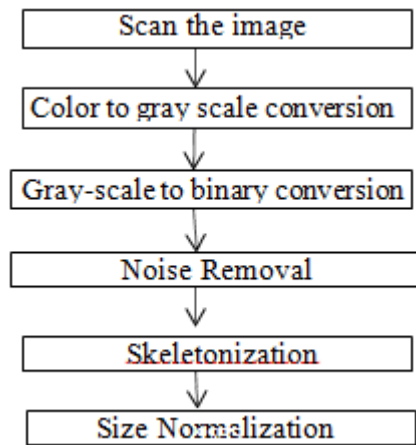 Scan the image
Color to gray scale conversion
Gray-scale to binary conversion
Noise Removal
Skeletonization
Size Normalization